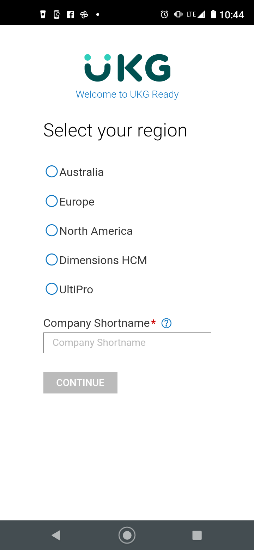 10:44
UKG
Welcome to UKG Ready
Select your region
Australia
Europe
North America
Dimensions HCM
UltiPro
Company Shortname* ?
Company Shortname
CONTINUE